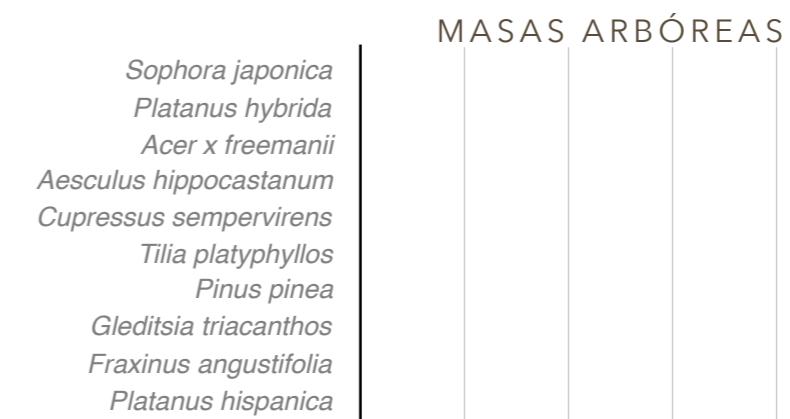 MASAS ARBÓREAS
Sophora japonica
Platanus hybrida
Acer x freemanii
Aesculus hippocastanum
Cupressus sempervirens
Tilia platyphyllos
Pinus pinea
Gleditsia triacanthos
Fraxinus angustifolia
Platanus hispanica